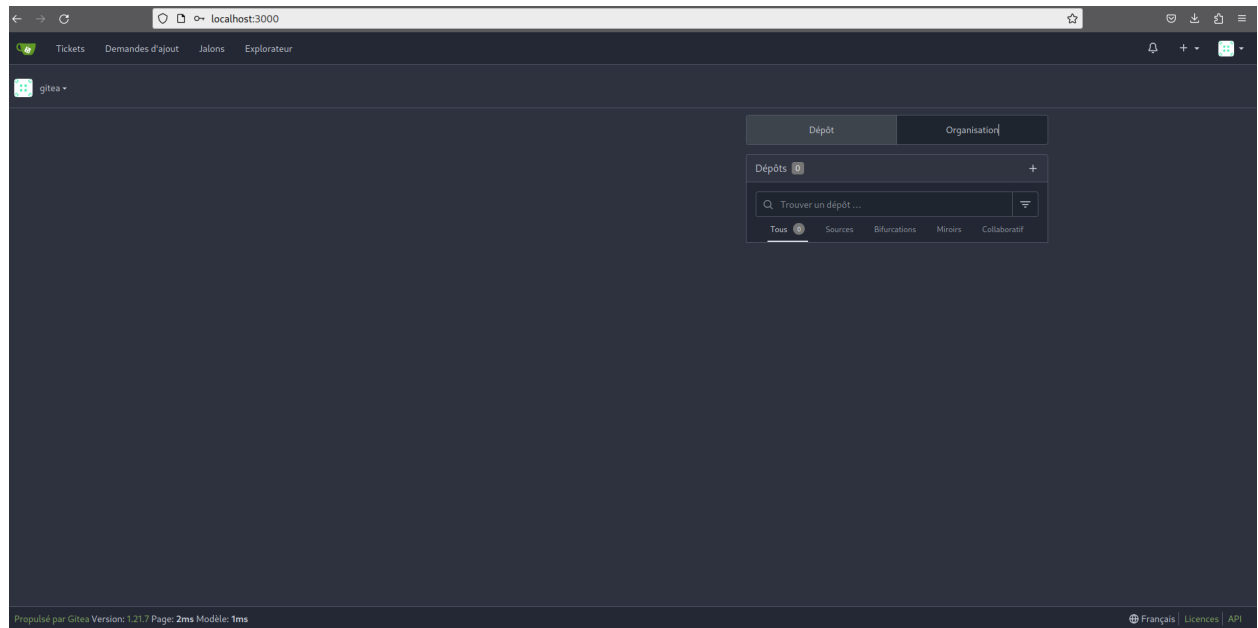 localhost:3000
Tickets Demandes d'ajout Jalons Explorateur
gitea
Dépôt Organisation
Dépôts 0
Trouver un dépôt ...
Tous 0 Sources Bifurcations Miroirs Collaboratif
Propulsé par Gitea Version: 1.21.7 Page: 2ms Modèle: 1ms Français Licences API